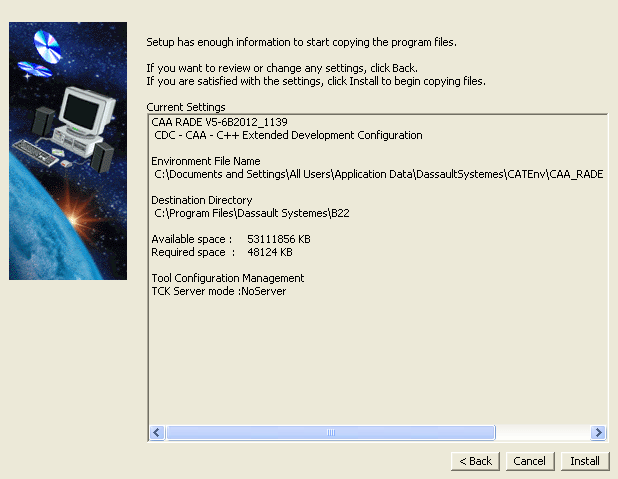 Setup has enough information to start copying the program files.
If you want to review or change any settings, click Back.
If you are satisfied with the settings, click Install to begin copying files.
Current Settings
CAA RADE V5-6B2012_1139
CDC - CAA - C++ Extended Development Configuration
Environment File Name
C:\Documents and Settings\All Users\Application Data\DassaultSystemes\CATEnv\CAA_RADE
Destination Directory
C:\Program Files\Dassault Systemes\B22
Available space : 53111856 KB
Required space : 48124 KB
Tool Configuration Management
TCK Server mode :NoServer
< Back Cancel Install